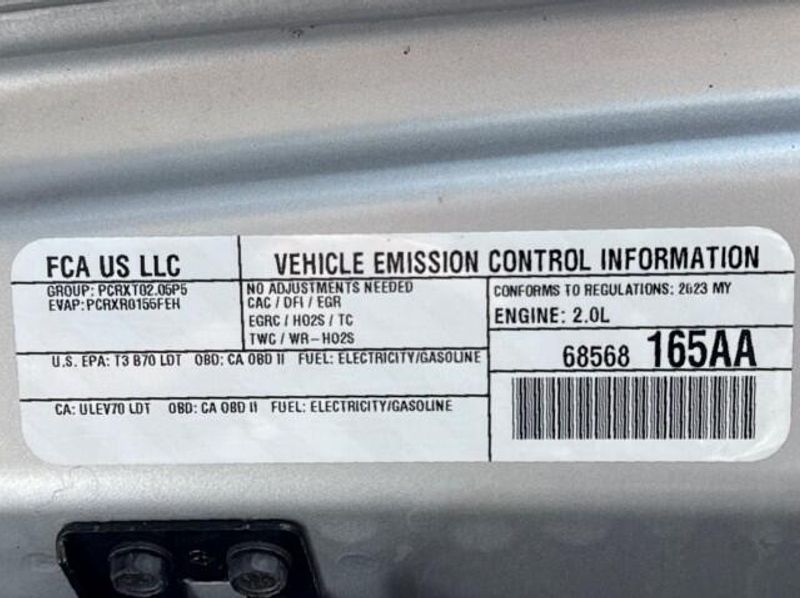 FCA US LLC
VEHICLE EMISSION CONTROL INFORMATION
GROUP: PCRXT02.05P5
EVAP: PCRXR0155FEH
NO ADJUSTMENTS NEEDED
CAC / DFI / EGR
EGRC / HO2S / TC
TWC / WR-HO2S
CONFORMS TO REGULATIONS: 2023 MY
ENGINE: 2.0L
U.S. EPA: T3 B70 LDT OBD: CA OBD II FUEL: ELECTRICITY/GASOLINE
68568 165AA
CA: ULEV70 LDT OBD: CA OBD II FUEL: ELECTRICITY/GASOLINE